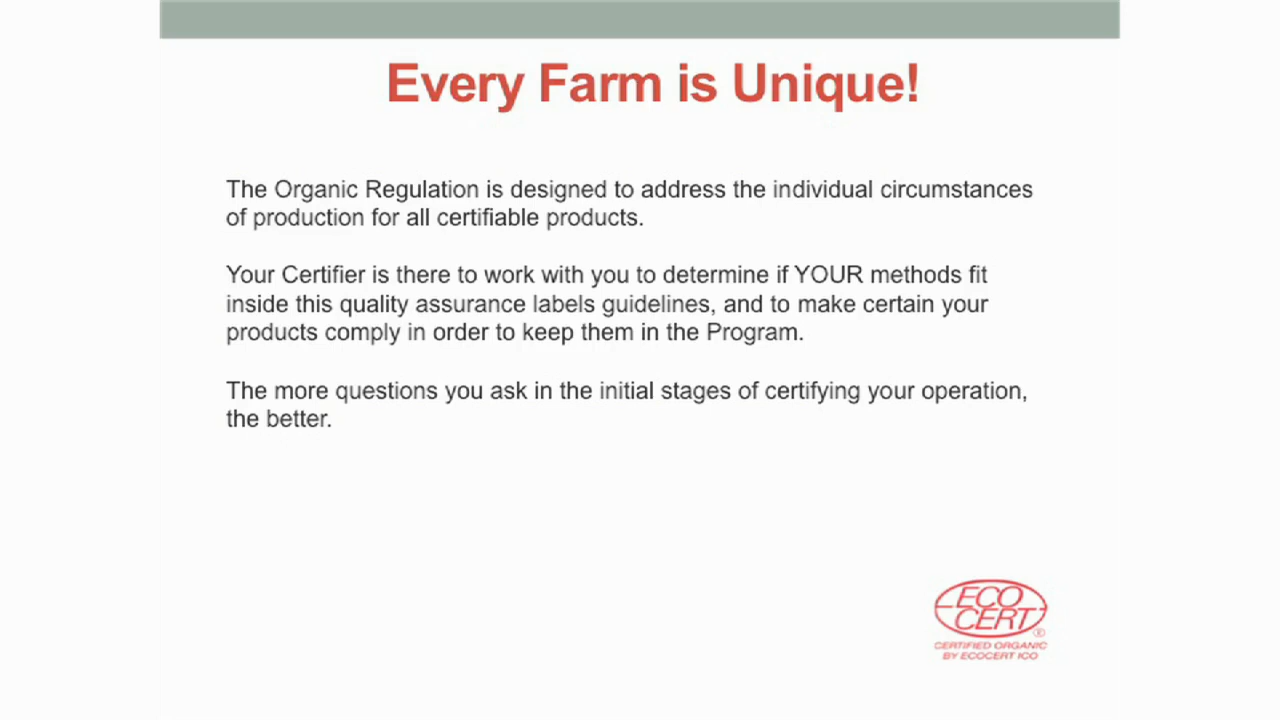 Every Farm is Unique!
The Organic Regulation is designed to address the individual circumstances
of production for all certifiable products.
Your Certifier is there to work with you to determine if YOUR methods fit
inside this quality assurance labels guidelines, and to make certain your
products comply in order to keep them in the Program.
The more questions you ask in the initial stages of certifying your operation,
the better.
ECO
CERT®
CERTIFIED ORGANIC
BY ECOCERT ICO